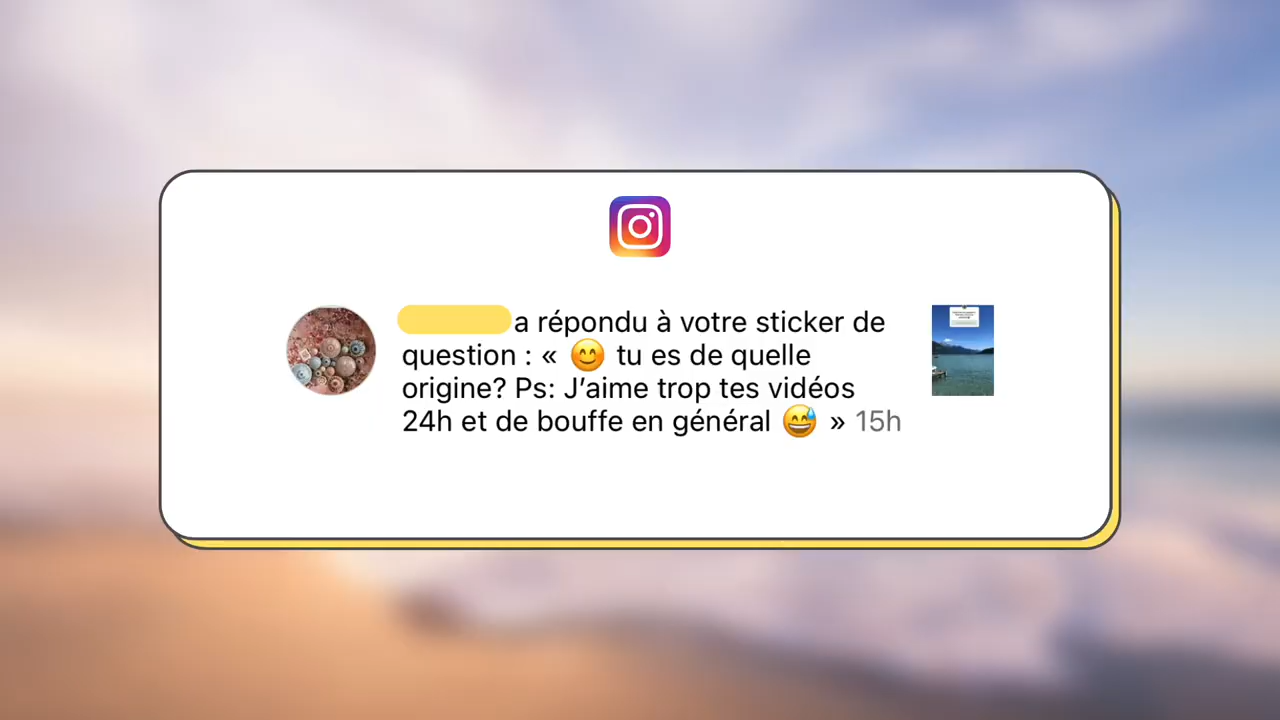 a répondu à votre sticker de
question : « 😊 tu es de quelle
origine? Ps: J’aime trop tes vidéos
24h et de bouffe en général 😅 » 15h